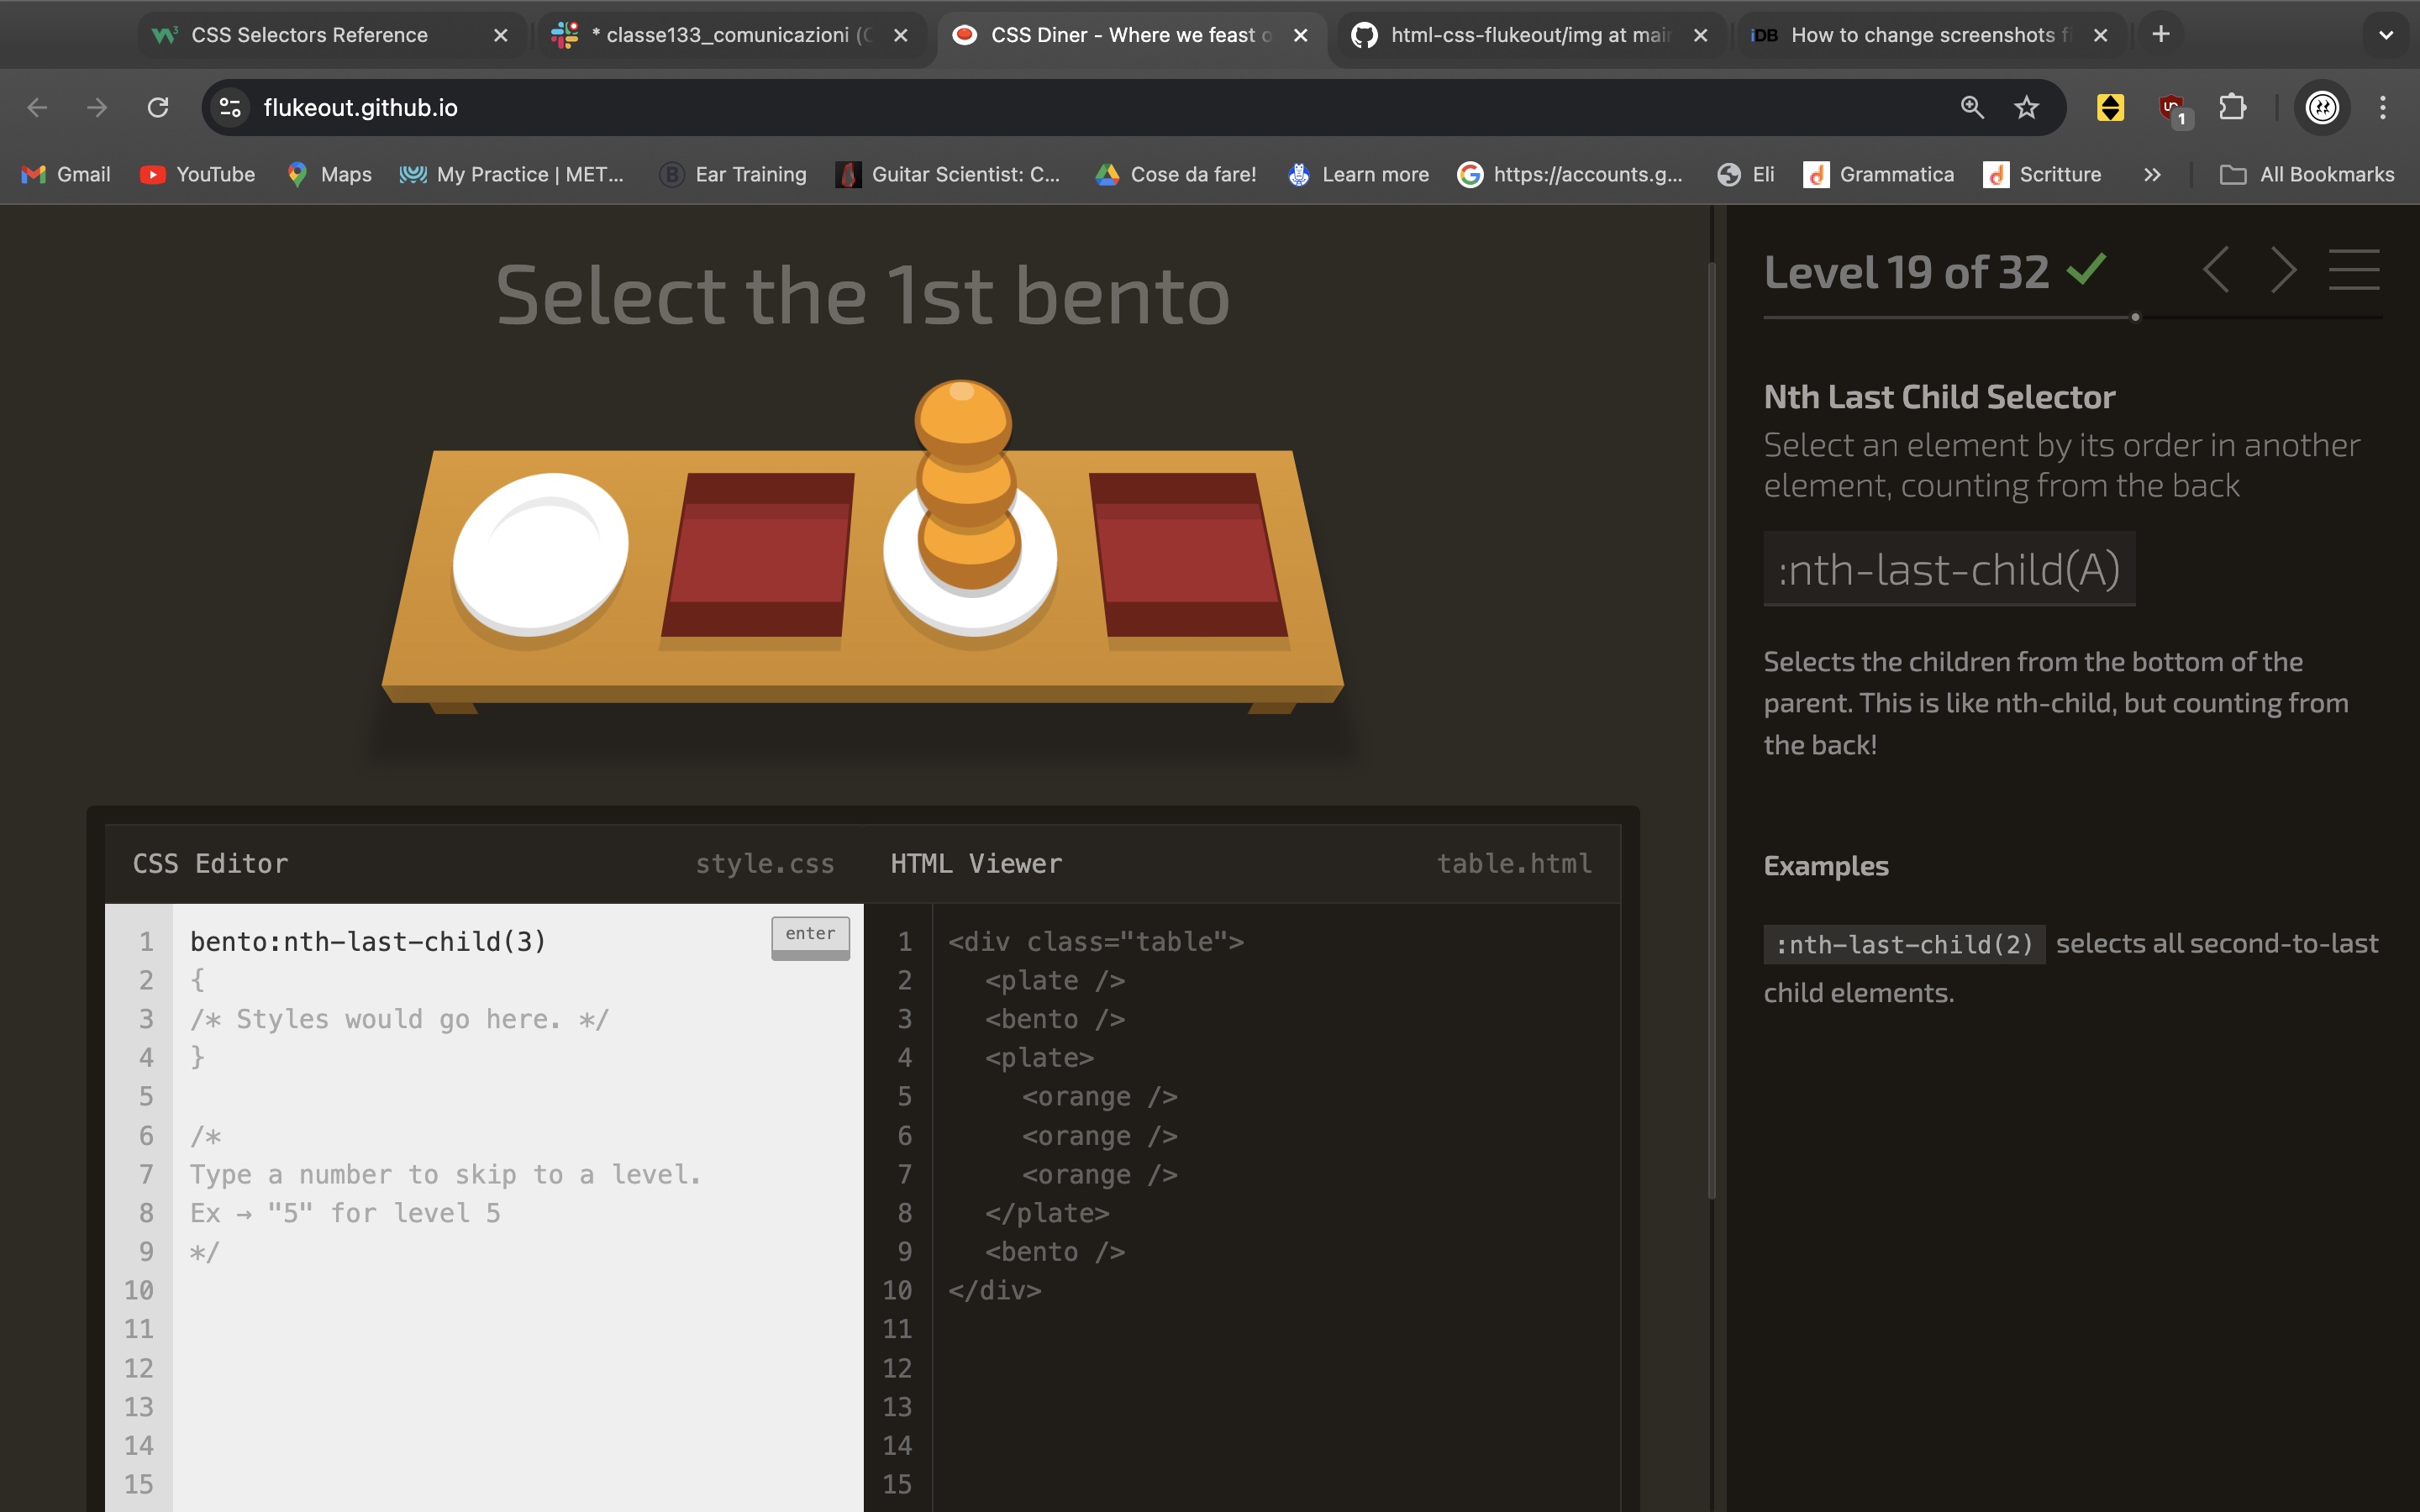 CSS Selectors Reference
* classe133_comunicazioni (C
CSS Diner - Where we feast o
html-css-flukeout/img at main
iDB How to change screenshots f
flukeout.github.io
1
Gmail
YouTube
Maps
My Practice | MET...
Ear Training
Guitar Scientist: C...
Cose da fare!
Learn more
https://accounts.g...
Eli
Grammatica
Scritture
All Bookmarks
Select the 1st bento
CSS Editor
style.css
1 bento:nth-last-child(3)
enter
2 {
3 /* Styles would go here. */
4 }
5
6 /*
7 Type a number to skip to a level.
8 Ex → "5" for level 5
9 */
10
11
12
13
14
15
HTML Viewer
table.html
1 <div class="table">
2 <plate />
3 <bento />
4 <plate>
5 <orange />
6 <orange />
7 <orange />
8 </plate>
9 <bento />
10 </div>
11
12
13
14
15
Level 19 of 32
Nth Last Child Selector
Select an element by its order in another
element, counting from the back
:nth-last-child(A)
Selects the children from the bottom of the
parent. This is like nth-child, but counting from
the back!
Examples
:nth-last-child(2) selects all second-to-last
child elements.